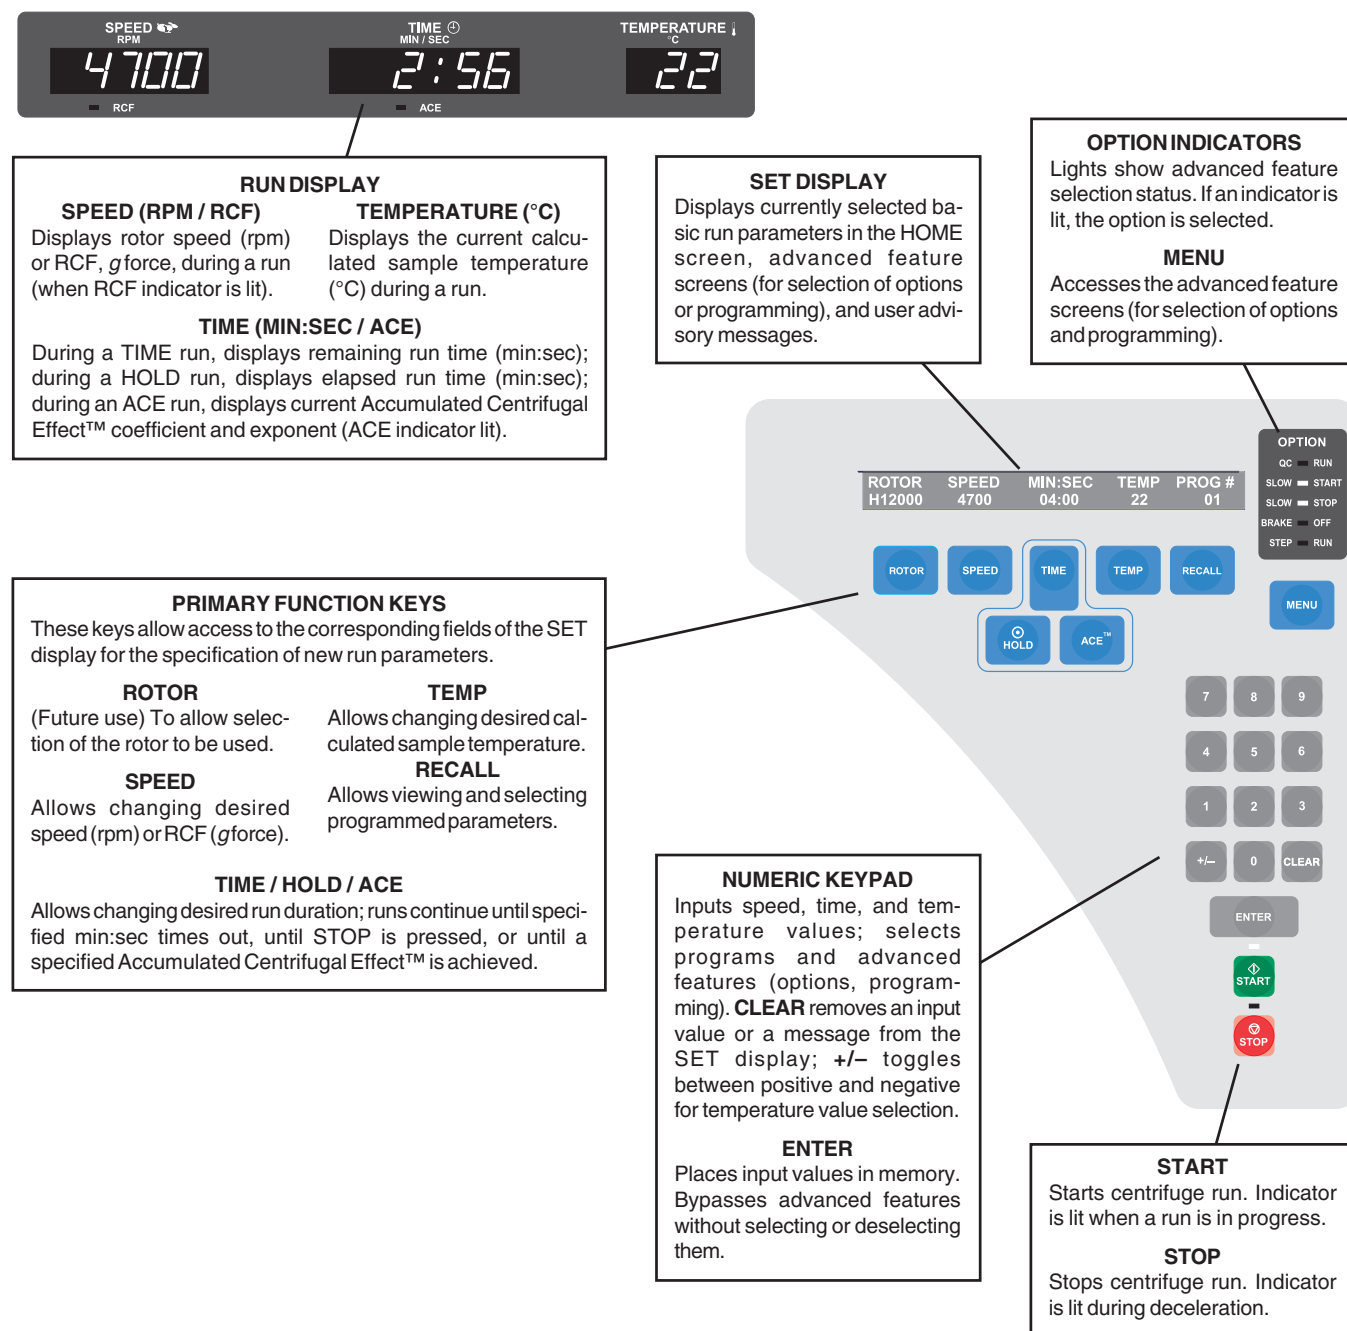 SPEED
RPM
4700
RCF
TIME
MIN / SEC
2:56
ACE
TEMPERATURE
°C
22
RUN DISPLAY
SPEED (RPM / RCF)
Displays rotor speed (rpm)
or RCF, g force, during a run
(when RCF indicator is lit).
TEMPERATURE (°C)
Displays the current calcu-
lated sample temperature
(°C) during a run.
TIME (MIN:SEC / ACE)
During a TIME run, displays remaining run time (min:sec);
during a HOLD run, displays elapsed run time (min:sec);
during an ACE run, displays current Accumulated Centrifugal
Effect™ coefficient and exponent (ACE indicator lit).
SET DISPLAY
Displays currently selected ba-
sic run parameters in the HOME
screen, advanced feature
screens (for selection of options
or programming), and user advi-
sory messages.
OPTION INDICATORS
Lights show advanced feature
selection status. If an indicator is
lit, the option is selected.
MENU
Accesses the advanced feature
screens (for selection of options
and programming).
OPTION
QC RUN
SLOW START
SLOW STOP
BRAKE OFF
STEP RUN
ROTOR SPEED MIN:SEC TEMP PROG #
H12000 4700 04:00 22 01
ROTOR SPEED TIME TEMP RECALL
HOLD ACE™
MENU
PRIMARY FUNCTION KEYS
These keys allow access to the corresponding fields of the SET
display for the specification of new run parameters.
ROTOR
(Future use) To allow selec-
tion of the rotor to be used.
SPEED
Allows changing desired
speed (rpm) or RCF (g force).
TEMP
Allows changing desired cal-
culated sample temperature.
RECALL
Allows viewing and selecting
programmed parameters.
TIME / HOLD / ACE
Allows changing desired run duration; runs continue until speci-
fied min:sec times out, until STOP is pressed, or until a
specified Accumulated Centrifugal Effect™ is achieved.
7 8 9
4 5 6
1 2 3
+/– 0 CLEAR
ENTER
START
STOP
NUMERIC KEYPAD
Inputs speed, time, and tem-
perature values; selects
programs and advanced
features (options, program-
ming). CLEAR removes an input
value or a message from the
SET display; +/– toggles
between positive and negative
for temperature value selection.
ENTER
Places input values in memory.
Bypasses advanced features
without selecting or deselecting
them.
START
Starts centrifuge run. Indicator
is lit when a run is in progress.
STOP
Stops centrifuge run. Indicator
is lit during deceleration.